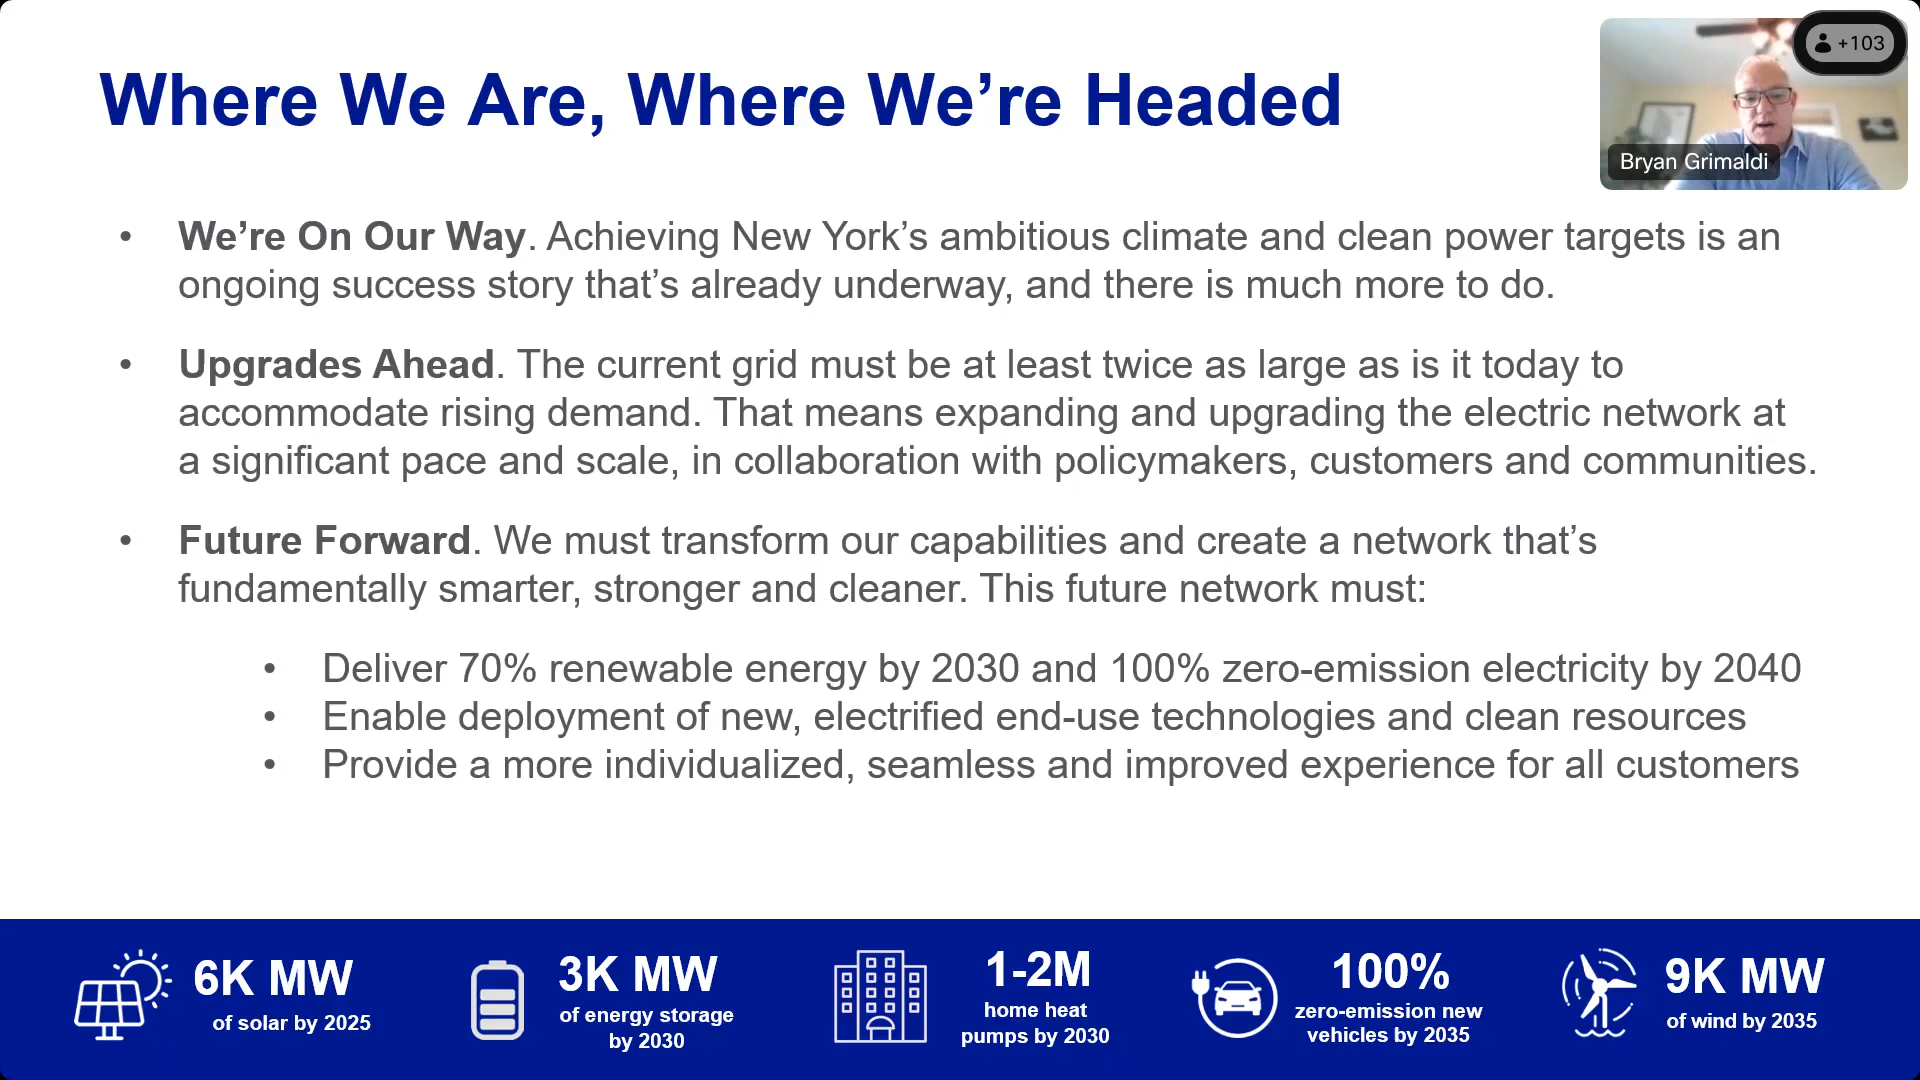 Where We Are, Where We’re Headed
+103
Bryan Grimaldi
• We’re On Our Way. Achieving New York’s ambitious climate and clean power targets is an
ongoing success story that’s already underway, and there is much more to do.
• Upgrades Ahead. The current grid must be at least twice as large as is it today to
accommodate rising demand. That means expanding and upgrading the electric network at
a significant pace and scale, in collaboration with policymakers, customers and communities.
• Future Forward. We must transform our capabilities and create a network that’s
fundamentally smarter, stronger and cleaner. This future network must:
• Deliver 70% renewable energy by 2030 and 100% zero-emission electricity by 2040
• Enable deployment of new, electrified end-use technologies and clean resources
• Provide a more individualized, seamless and improved experience for all customers
6K MW
of solar by 2025
3K MW
of energy storage
by 2030
1-2M
home heat
pumps by 2030
100%
zero-emission new
vehicles by 2035
9K MW
of wind by 2035